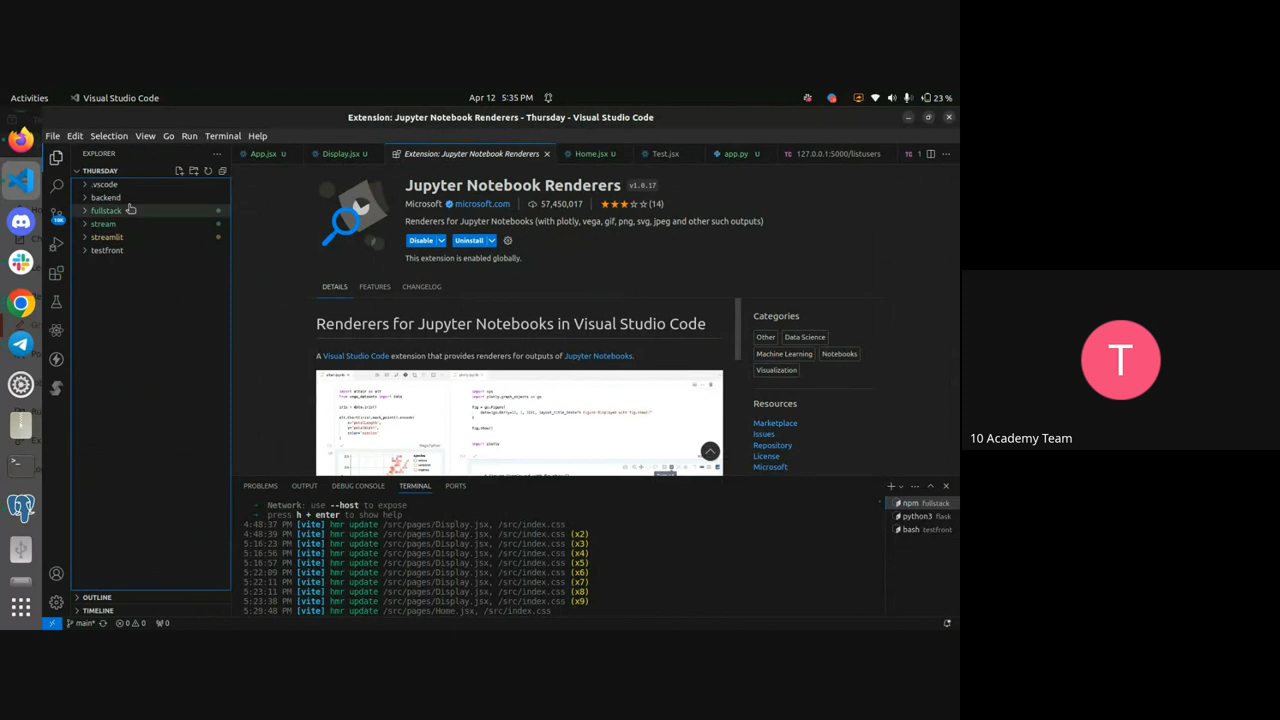 Activities
Visual Studio Code
Apr 12 5:35 PM
23 %
Extension: Jupyter Notebook Renderers - Thursday - Visual Studio Code
File Edit Selection View Go Run Terminal Help
EXPLORER
THURSDAY
.vscode
backend
fullstack
stream
streamlit
testfront
OUTLINE
TIMELINE
10K
App.jsx U
Display.jsx U
Extension: Jupyter Notebook Renderers
Home.jsx U
Test.jsx
app.py U
127.0.0.1:5000/listusers
1
Jupyter Notebook Renderers v1.0.17
Microsoft microsoft.com 57,450,017 (14)
Renderers for Jupyter Notebooks (with plotly, vega, gif, png, svg, jpeg and other such outputs)
Disable Uninstall
This extension is enabled globally.
DETAILS FEATURES CHANGELOG
Renderers for Jupyter Notebooks in Visual Studio Code
A Visual Studio Code extension that provides renderers for outputs of Jupyter Notebooks.
Categories
Other Data Science
Machine Learning Notebooks
Visualization
Resources
Marketplace
Issues
Repository
License
Microsoft
PROBLEMS OUTPUT DEBUG CONSOLE TERMINAL PORTS
➜ Network: use --host to expose
➜ press h + enter to show help
4:48:37 PM [vite] hmr update /src/pages/Display.jsx, /src/index.css
4:48:39 PM [vite] hmr update /src/pages/Display.jsx, /src/index.css (x2)
5:16:23 PM [vite] hmr update /src/pages/Display.jsx, /src/index.css (x3)
5:16:56 PM [vite] hmr update /src/pages/Display.jsx, /src/index.css (x4)
5:16:57 PM [vite] hmr update /src/pages/Display.jsx, /src/index.css (x5)
5:22:09 PM [vite] hmr update /src/pages/Display.jsx, /src/index.css (x6)
5:22:11 PM [vite] hmr update /src/pages/Display.jsx, /src/index.css (x7)
5:23:11 PM [vite] hmr update /src/pages/Display.jsx, /src/index.css (x8)
5:23:38 PM [vite] hmr update /src/pages/Display.jsx, /src/index.css (x9)
5:29:48 PM [vite] hmr update /src/pages/Home.jsx, /src/index.css
npm fullstack
python3 flask
bash testfront
main* 0 0 0
T
10 Academy Team